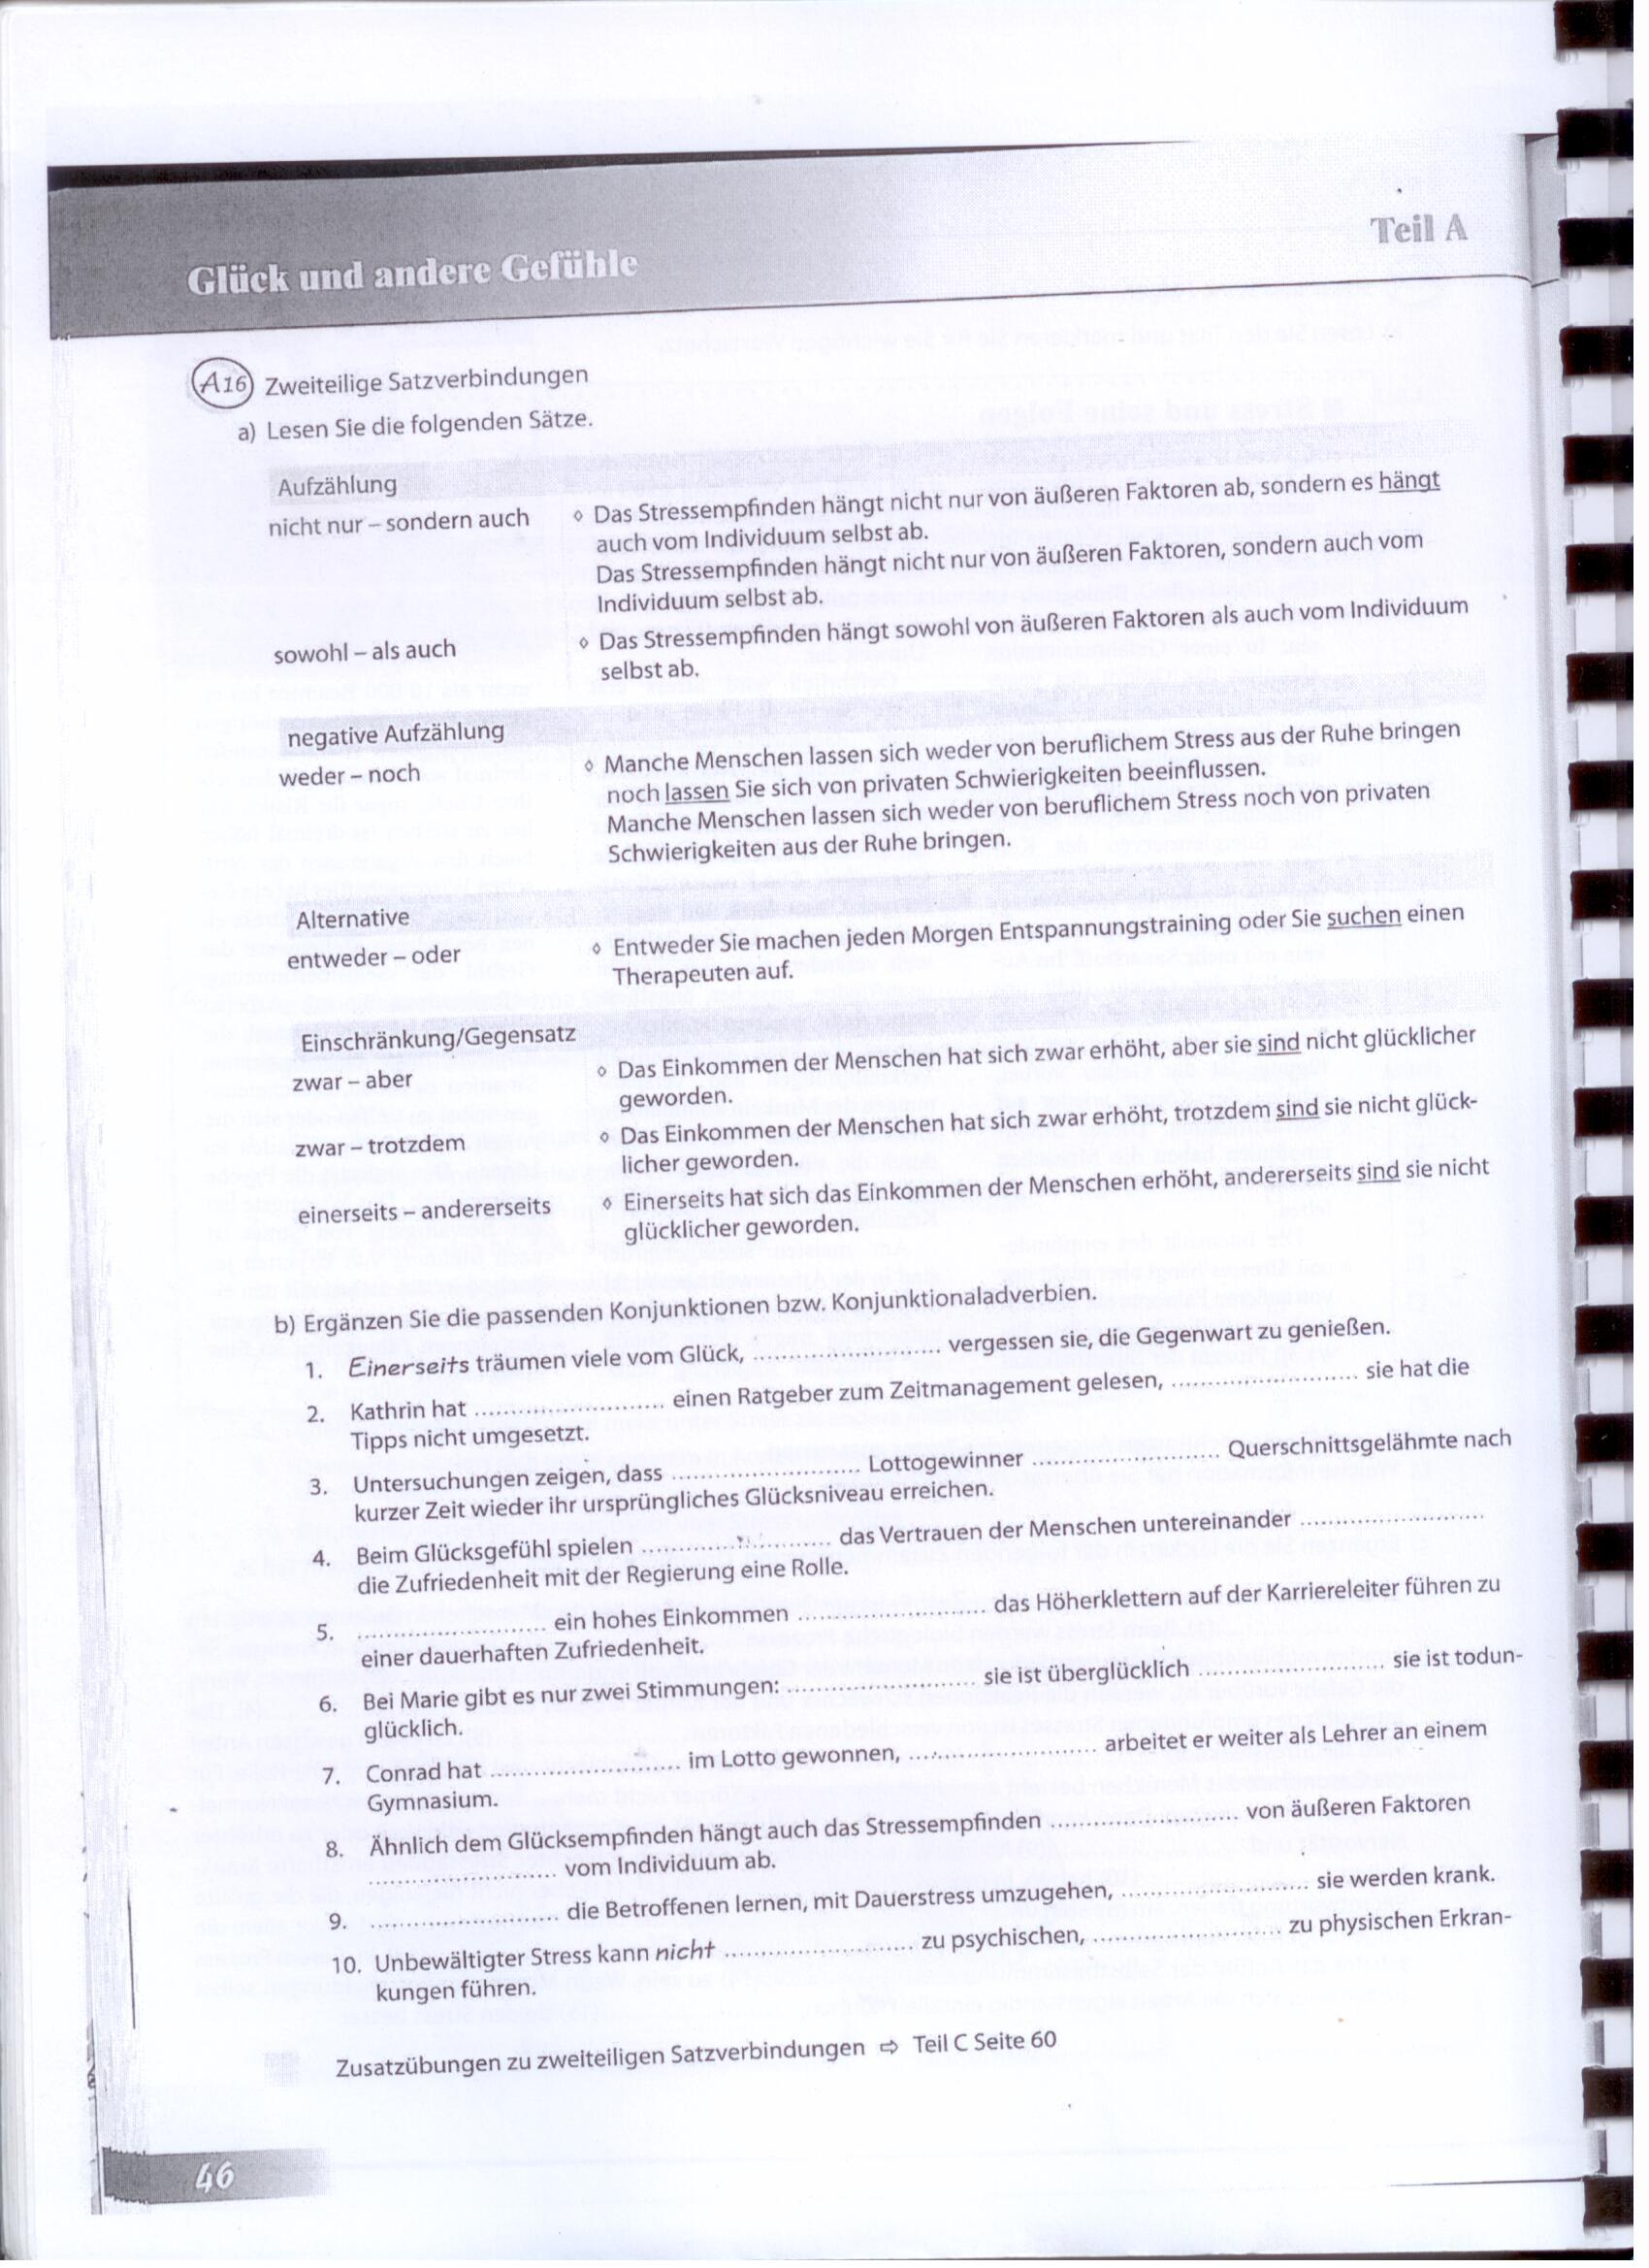 Teil A
Glück und andere Gefühle
A16 Zweiteilige Satzverbindungen
a) Lesen Sie die folgenden Sätze.
Aufzählung
nicht nur – sondern auch ⋄ Das Stressempfinden hängt nicht nur von äußeren Faktoren ab, sondern es hängt
auch vom Individuum selbst ab.
Das Stressempfinden hängt nicht nur von äußeren Faktoren, sondern auch vom
Individuum selbst ab.
sowohl – als auch ⋄ Das Stressempfinden hängt sowohl von äußeren Faktoren als auch vom Individuum
selbst ab.
negative Aufzählung
weder – noch ⋄ Manche Menschen lassen sich weder von beruflichem Stress aus der Ruhe bringen
noch lassen Sie sich von privaten Schwierigkeiten beeinflussen.
Manche Menschen lassen sich weder von beruflichem Stress noch von privaten
Schwierigkeiten aus der Ruhe bringen.
Alternative
entweder – oder ⋄ Entweder Sie machen jeden Morgen Entspannungstraining oder Sie suchen einen
Therapeuten auf.
Einschränkung/Gegensatz
zwar – aber ⋄ Das Einkommen der Menschen hat sich zwar erhöht, aber sie sind nicht glücklicher
geworden.
zwar – trotzdem ⋄ Das Einkommen der Menschen hat sich zwar erhöht, trotzdem sind sie nicht glück-
licher geworden.
einerseits – andererseits ⋄ Einerseits hat sich das Einkommen der Menschen erhöht, andererseits sind sie nicht
glücklicher geworden.
b) Ergänzen Sie die passenden Konjunktionen bzw. Konjunktionaladverbien.
1. Einerseits träumen viele vom Glück, .......................... vergessen sie, die Gegenwart zu genießen.
2. Kathrin hat .......................... einen Ratgeber zum Zeitmanagement gelesen, .......................... sie hat die
Tipps nicht umgesetzt.
3. Untersuchungen zeigen, dass .......................... Lottogewinner .......................... Querschnittsgelähmte nach
kurzer Zeit wieder ihr ursprüngliches Glücksniveau erreichen.
4. Beim Glücksgefühl spielen .......................... das Vertrauen der Menschen untereinander ..........................
die Zufriedenheit mit der Regierung eine Rolle.
5. .......................... ein hohes Einkommen .......................... das Höherklettern auf der Karriereleiter führen zu
einer dauerhaften Zufriedenheit.
6. Bei Marie gibt es nur zwei Stimmungen: .......................... sie ist überglücklich .......................... sie ist todun-
glücklich.
7. Conrad hat .......................... im Lotto gewonnen, .......................... arbeitet er weiter als Lehrer an einem
Gymnasium.
8. Ähnlich dem Glücksempfinden hängt auch das Stressempfinden .......................... von äußeren Faktoren
.......................... vom Individuum ab.
9. .......................... die Betroffenen lernen, mit Dauerstress umzugehen, .......................... sie werden krank.
10. Unbewältigter Stress kann nicht .......................... zu psychischen, .......................... zu physischen Erkran-
kungen führen.
Zusatzübungen zu zweiteiligen Satzverbindungen ⇨ Teil C Seite 60
46